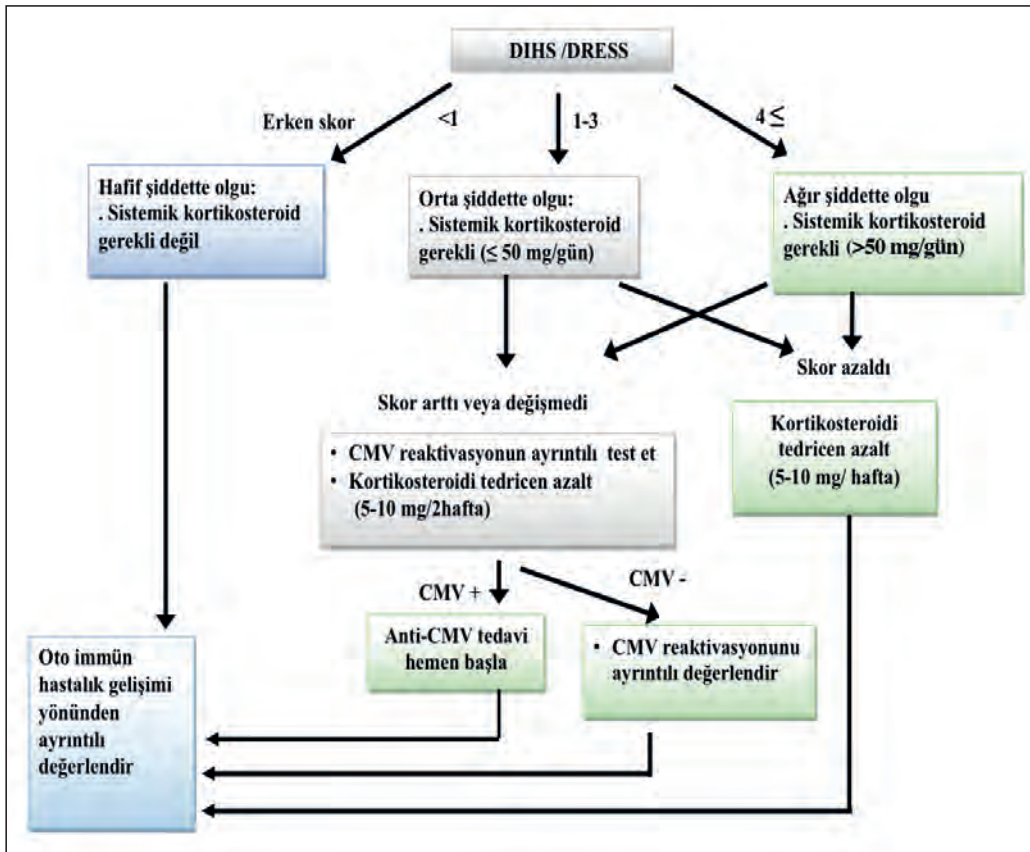 DIHS /DRESS
Erken skor
<1
1-3
4 ≤
Hafif şiddette olgu:
. Sistemik kortikosteroid
gerekli değil
Orta şiddette olgu:
. Sistemik kortikosteroid
gerekli (≤ 50 mg/gün)
Ağır şiddette olgu
. Sistemik kortikosteroid
gerekli (>50 mg/gün)
Skor arttı veya değişmedi
Skor azaldı
• CMV reaktivasyonun ayrıntılı test et
• Kortikosteroidi tedricen azalt
(5-10 mg/2hafta)
Kortikosteroidi
tedricen azalt
(5-10 mg/ hafta)
CMV +
CMV -
Anti-CMV tedavi
hemen başla
• CMV reaktivasyonunu
ayrıntılı değerlendir
Oto immün
hastalık gelişimi
yönünden
ayrıntılı
değerlendir